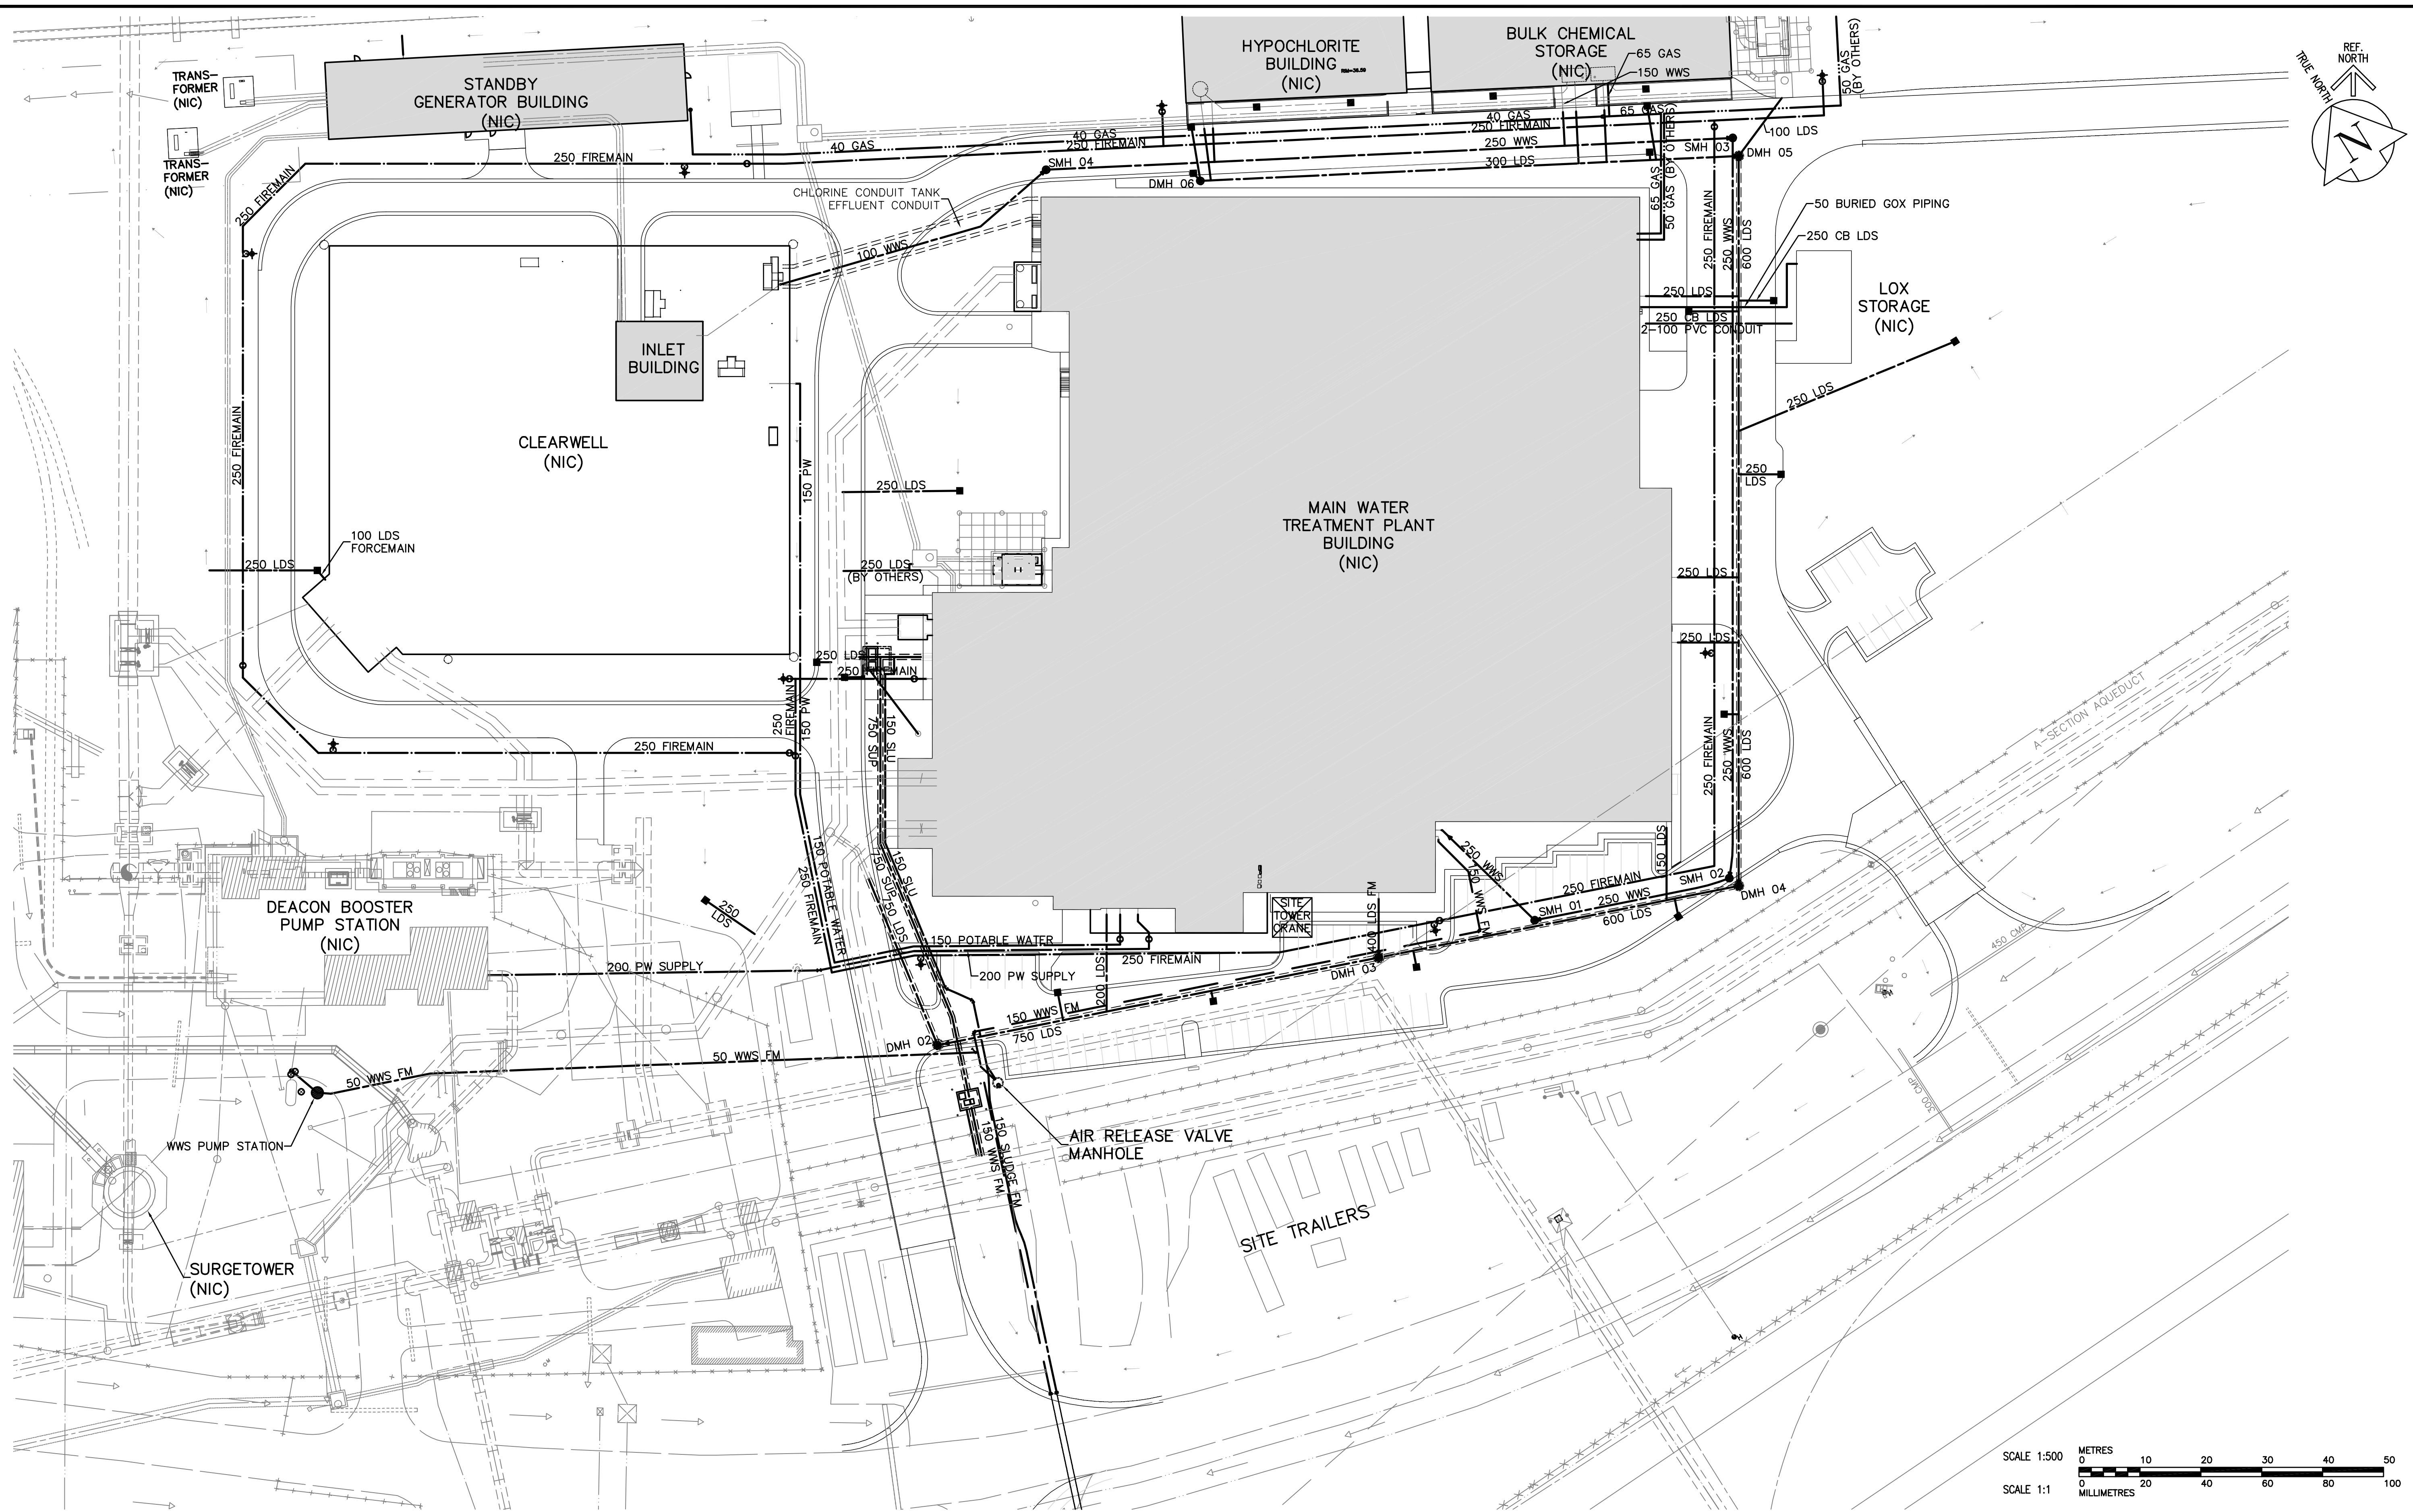 HYPOCHLORITE
BUILDING
(NIC)
BULK CHEMICAL
STORAGE
(NIC)
65 GAS
150 WWS
50 GAS
(BY OTHERS)
REF.
NORTH
TRUE NORTH
N
TRANS-
FORMER
(NIC)
STANDBY
GENERATOR BUILDING
(NIC)
TRANS-
FORMER
(NIC)
40 GAS
40 GAS
250 FIREMAIN
40 GAS
250 FIREMAIN
65 GAS
250 WWS
300 LDS
100 LDS
SMH 03
DMH 05
250 FIREMAIN
250 FIREMAIN
SMH 04
DMH 06
CHLORINE CONDUIT TANK
EFFLUENT CONDUIT
100 WWS
65 GAS
50 GAS (BY OTHERS)
250 FIREMAIN
250 WWS
600 LDS
50 BURIED GOX PIPING
250 CB LDS
LOX
STORAGE
(NIC)
250 LDS
250 CB LDS
2-100 PVC CONDUIT
INLET
BUILDING
250 LDS
250 FIREMAIN
CLEARWELL
(NIC)
150 PW
250 LDS
250
LDS
MAIN WATER
TREATMENT PLANT
BUILDING
(NIC)
100 LDS
FORCEMAIN
250 LDS
250 LDS
(BY OTHERS)
250 LDS
250 LDS
250 LDS
250 FIREMAIN
250
FIREMAIN
150 PW
150 SLU
750 SUP
250 FIREMAIN
250 FIREMAIN
250 WWS
600 LDS
A-SECTION AQUEDUCT
150 POTABLE WATER
250 FIREMAIN
150 SLU
750 SUP
750 LDS
250 WWS
150 WWS FM
150 LDS
SMH 02
DMH 04
250 FIREMAIN
250 WWS
600 LDS
SMH 01
DEACON BOOSTER
PUMP STATION
(NIC)
250
LDS
SITE
TOWER
CRANE
400 LDS FM
150 POTABLE WATER
250 FIREMAIN
200 PW SUPPLY
200 PW SUPPLY
200 LDS
DMH 03
450 CMP
150 WWS FM
750 LDS
DMH 02
50 WWS FM
50 WWS FM
300 CMP
WWS PUMP STATION
AIR RELEASE VALVE
MANHOLE
150 SLUDGE FM
150 WWS FM
SITE TRAILERS
SURGETOWER
(NIC)
SCALE 1:500
METRES
0 10 20 30 40 50
SCALE 1:1
0 20 40 60 80 100
MILLIMETRES